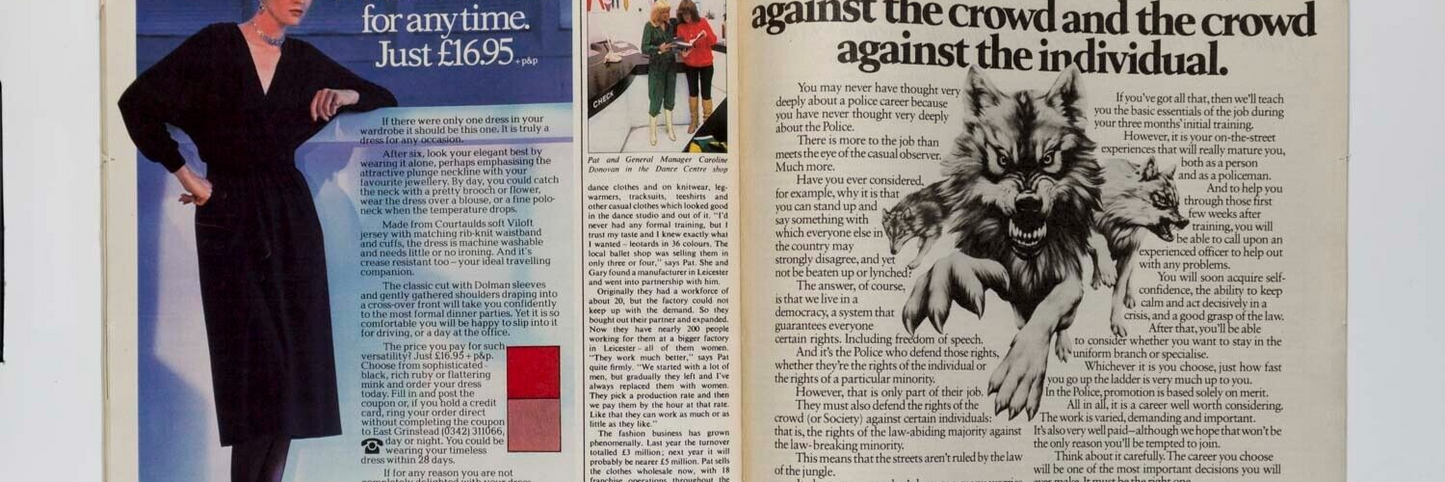 for anytime.
Just £16.95 + p&p
If there were only one dress in your
wardrobe it should be this one. It is truly a
dress for any occasion.
After six, look your elegant best by
wearing it alone, perhaps emphasising the
attractive plunge neckline with your
favourite jewellery. By day, you could catch
the neck with a pretty brooch or flower,
wear the dress over a blouse, or a fine polo-
neck when the temperature drops.
Made from Courtaulds soft Viloft
jersey with matching rib-knit waistband
and cuffs, the dress is machine washable
and needs little or no ironing. And it's
crease resistant too – your ideal travelling
companion.
The classic cut with Dolman sleeves
and gently gathered shoulders draping into
a cross-over front will take you confidently
to the most formal dinner parties. Yet it is so
comfortable you will be happy to slip into it
for driving, or a day at the office.
The price you pay for such
versatility? Just £16.95 + p&p.
Choose from sophisticated
black, rich ruby or flattering
mink and order your dress
today. Fill in and post the
coupon or, if you hold a credit
card, ring your order direct
without completing the coupon
to East Grinstead (0342) 311066,
day or night. You could be
wearing your timeless
dress within 28 days.
If for any reason you are not
completely delighted with your dress
CHECK
Pat and General Manager Caroline
Donovan in the Dance Centre shop
dance clothes and on knitwear, leg-
warmers, tracksuits, teeshirts and
other casual clothes which looked good
in the dance studio and out of it. "I'd
never had any formal training, but I
trust my taste and I knew exactly what
I wanted – leotards in 36 colours. The
local ballet shop was selling them in
only three or four," says Pat. She and
Gary found a manufacturer in Leicester
and went into partnership with him.
Originally they had a workforce of
about 20, but the factory could not
keep up with the demand. So they
bought out their partner and expanded.
Now they have nearly 200 people
working for them at a bigger factory
in Leicester – all of them women.
"They work much better," says Pat
quite firmly. "We started with a lot of
men, but gradually they left and I've
always replaced them with women.
They pick a production rate and then
we pay them by the hour at that rate.
Like that they can work as much or as
little as they like."
The fashion business has grown
phenomenally. Last year the turnover
totalled £3 million; next year it will
probably be nearer £5 million. Pat sells
the clothes wholesale now, with 18
franchise operations throughout the
against the crowd and the crowd
against the individual.
You may never have thought very
deeply about a police career because
you have never thought very deeply
about the Police.
There is more to the job than
meets the eye of the casual observer.
Much more.
Have you ever considered,
for example, why it is that
you can stand up and
say something with
which everyone else in
the country may
strongly disagree, and yet
not be beaten up or lynched?
The answer, of course,
is that we live in a
democracy, a system that
guarantees everyone
certain rights. Including freedom of speech.
And it's the Police who defend those rights,
whether they're the rights of the individual or
the rights of a particular minority.
However, that is only part of their job.
They must also defend the rights of the
crowd (or Society) against certain individuals:
that is, the rights of the law-abiding majority against
the law-breaking minority.
This means that the streets aren't ruled by the law
of the jungle.
If you've got all that, then we'll teach
you the basic essentials of the job during
your three months' initial training.
However, it is your on-the-street
experiences that will really mature you,
both as a person
and as a policeman.
And to help you
through those first
few weeks after
training, you will
be able to call upon an
experienced officer to help out
with any problems.
You will soon acquire self-
confidence, the ability to keep
calm and act decisively in a
crisis, and a good grasp of the law.
After that, you'll be able
to consider whether you want to stay in the
uniform branch or specialise.
Whichever it is you choose, just how fast
you go up the ladder is very much up to you.
In the Police, promotion is based solely on merit.
All in all, it is a career well worth considering.
The work is varied, demanding and important.
It's also very well paid–although we hope that won't be
the only reason you'll be tempted to join.
Think about it carefully. The career you choose
will be one of the most important decisions you will
ever make. It must be the right one.